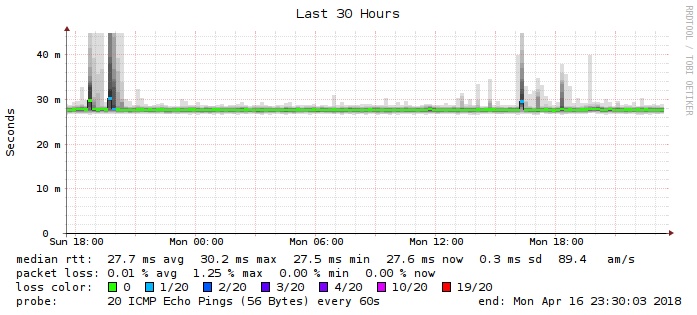 Last 30 Hours
RRDTOOL / TOBI OETIKER
Seconds
40 m
30 m
20 m
10 m
0
Sun 18:00 Mon 00:00 Mon 06:00 Mon 12:00 Mon 18:00
median rtt: 27.7 ms avg 30.2 ms max 27.5 ms min 27.6 ms now 0.3 ms sd 89.4 am/s
packet loss: 0.01 % avg 1.25 % max 0.00 % min 0.00 % now
loss color: 0 1/20 2/20 3/20 4/20 10/20 19/20
probe: 20 ICMP Echo Pings (56 Bytes) every 60s end: Mon Apr 16 23:30:03 2018